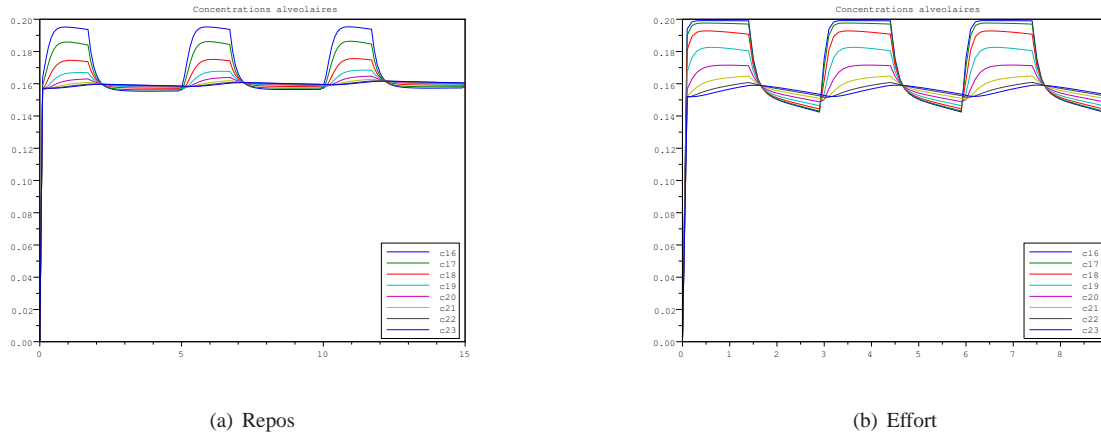 Concentrations alveolaires
0.20
0.18
0.16
0.14
0.12
0.10
0.08
0.06
0.04
0.02
0.00
0
5
10
15
c16
c17
c18
c19
c20
c21
c22
c23
(a) Repos
Concentrations alveolaires
0.20
0.18
0.16
0.14
0.12
0.10
0.08
0.06
0.04
0.02
0.00
0
1
2
3
4
5
6
7
8
c16
c17
c18
c19
c20
c21
c22
c23
(b) Effort